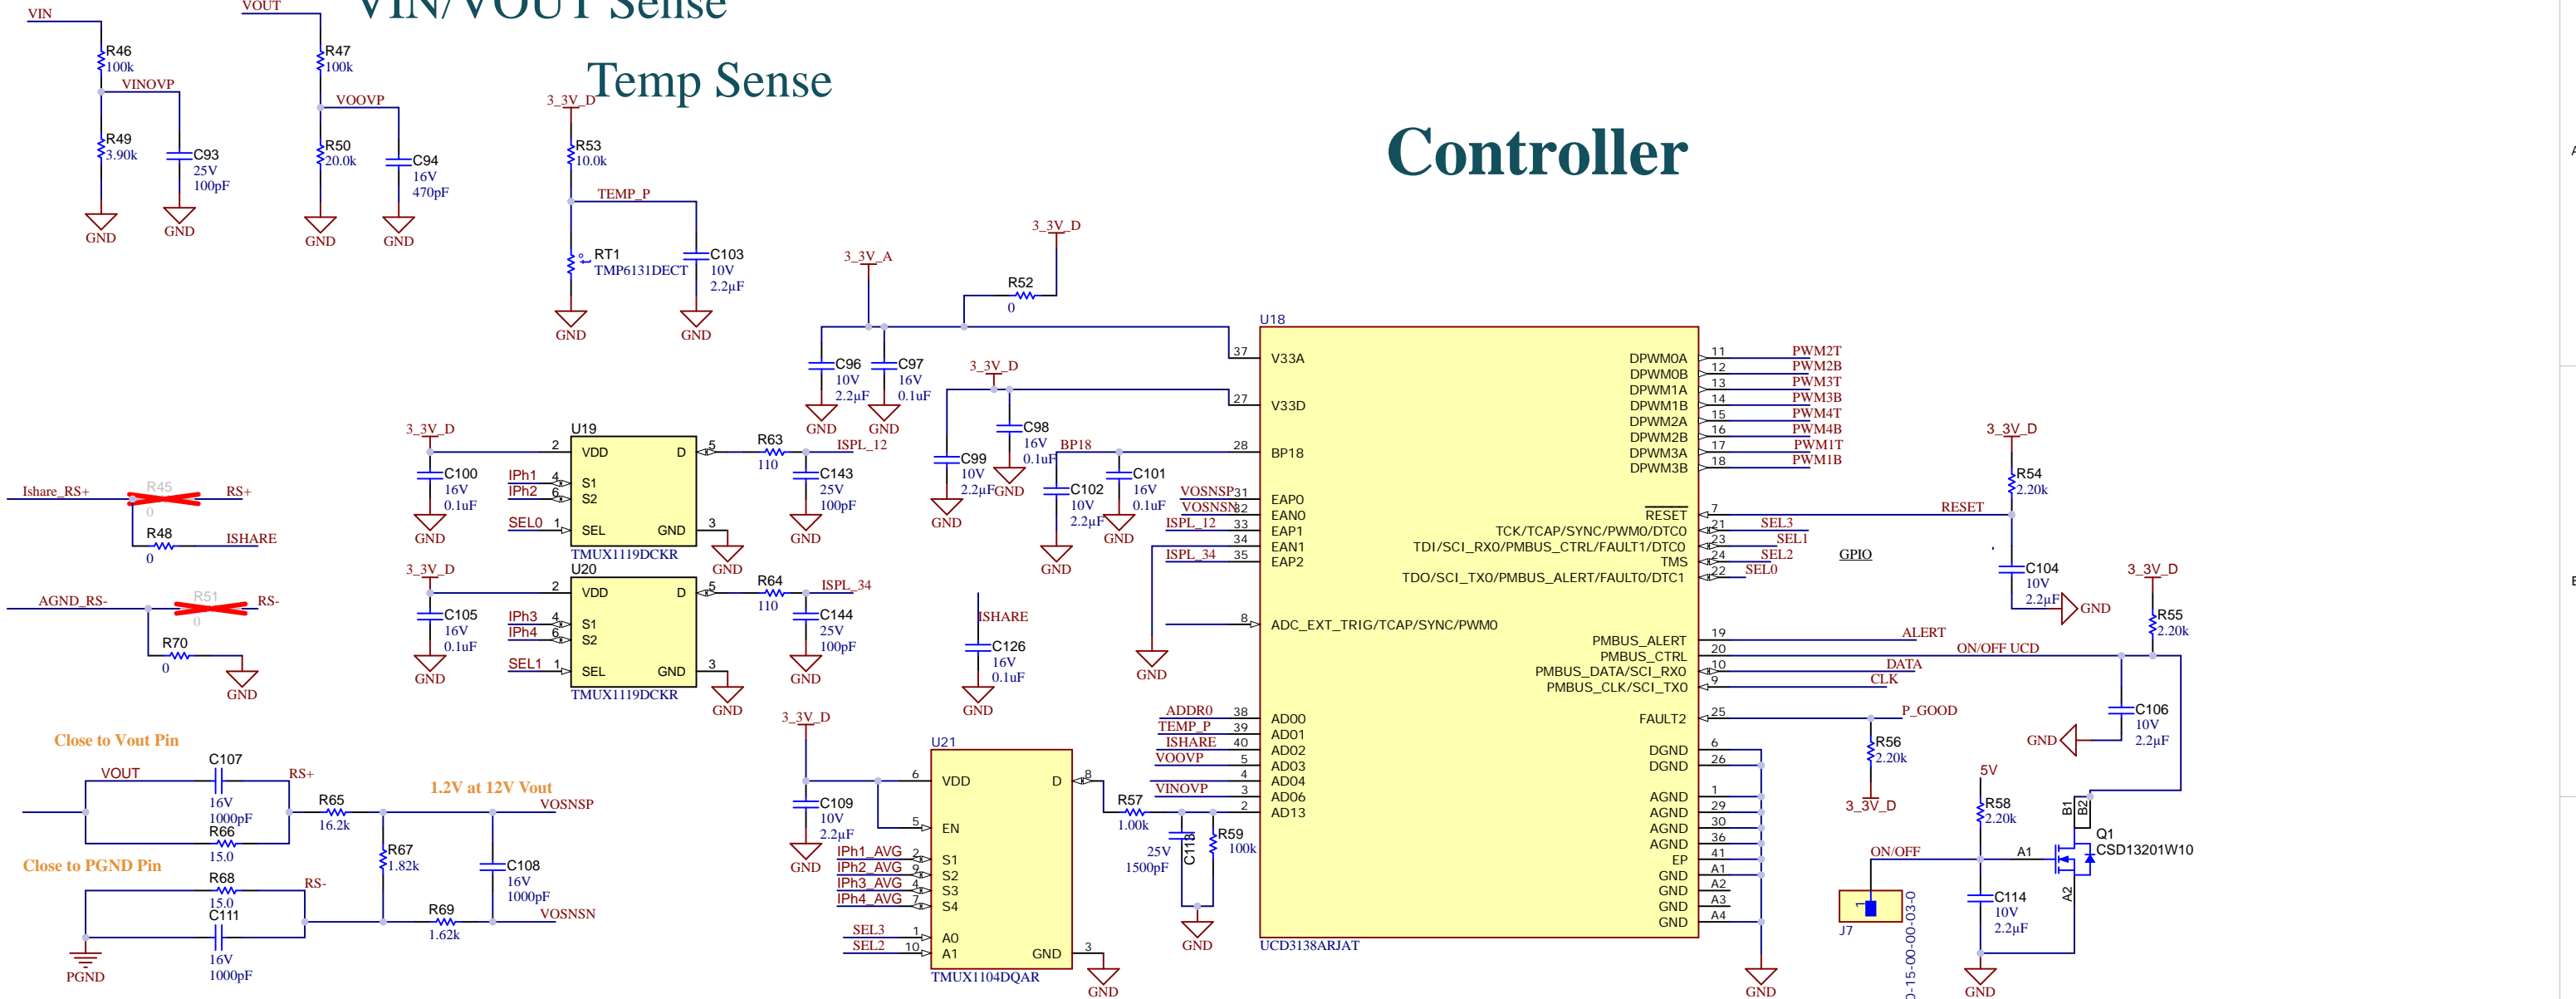 VIN/VOUT Sense
Temp Sense
Controller
VIN
R46
100k
VINOVP
R49
3.90k
C93
25V
100pF
GND
GND
VOUT
R47
100k
VOOVP
R50
20.0k
C94
16V
470pF
GND
GND
3_3V_D
R53
10.0k
TEMP_P
RT1
t°
TMP6131DECT
C103
10V
2.2µF
GND
GND
3_3V_A
3_3V_D
R52
0
C96
10V
2.2µF
GND
C97
16V
0.1uF
GND
3_3V_D
C98
16V
0.1uF
GND
C99
10V
2.2µF
GND
BP18
C102
10V
2.2µF
GND
C101
16V
0.1uF
GND
Ishare_RS+
R45
0
RS+
R48
0
ISHARE
AGND_RS-
R51
0
RS-
R70
0
GND
3_3V_D
C100
16V
0.1uF
GND
U19
2 VDD
D 5
IPh1 4 S1
IPh2 6 S2
SEL0 1 SEL
GND 3
TMUX1119DCKR
GND
R63
110
ISPL_12
C143
25V
100pF
GND
3_3V_D
C105
16V
0.1uF
GND
U20
2 VDD
D 5
IPh3 4 S1
IPh4 6 S2
SEL1 1 SEL
GND 3
TMUX1119DCKR
GND
R64
110
ISPL_34
C144
25V
100pF
GND
ISHARE
C126
16V
0.1uF
GND
Close to Vout Pin
VOUT
C107
16V
1000pF
R66
15.0
RS+
R65
16.2k
1.2V at 12V Vout
VOSNSP
R67
1.82k
C108
16V
1000pF
Close to PGND Pin
R68
15.0
C111
16V
1000pF
RS-
R69
1.62k
VOSNSN
PGND
3_3V_D
C109
10V
2.2µF
GND
U21
6 VDD
D 8
5 EN
IPh1_AVG 2 S1
IPh2_AVG 9 S2
IPh3_AVG 4 S3
IPh4_AVG 7 S4
SEL3 1 A0
SEL2 10 A1
GND 3
TMUX1104DQAR
GND
R57
1.00k
25V
1500pF
R59
100k
GND
U18
37 V33A
27 V33D
28 BP18
VOSNSP 31 EAP0
VOSNSN 32 EAN0
ISPL_12 33 EAP1
34 EAN1
ISPL_34 35 EAP2
GND
8 ADC_EXT_TRIG/TCAP/SYNC/PWM0
ADDR0 38 AD00
TEMP_P 39 AD01
ISHARE 40 AD02
VOOVP 5 AD03
4 AD04
VINOVP 3 AD06
2 AD13
DPWM0A 11 PWM2T
DPWM0B 12 PWM2B
DPWM1A 13 PWM3T
DPWM1B 14 PWM3B
DPWM2A 15 PWM4T
DPWM2B 16 PWM4B
DPWM3A 17 PWM1T
DPWM3B 18 PWM1B
RESET 7 RESET
TCK/TCAP/SYNC/PWM0/DTC0 21 SEL3
TDI/SCI_RX0/PMBUS_CTRL/FAULT1/DTC0 23 SEL1
TMS 24 SEL2
TDO/SCI_TX0/PMBUS_ALERT/FAULT0/DTC1 22 SEL0
GPIO
PMBUS_ALERT 19 ALERT
PMBUS_CTRL 20 ON/OFF UCD
PMBUS_DATA/SCI_RX0 10 DATA
PMBUS_CLK/SCI_TX0 9 CLK
FAULT2 25 P_GOOD
DGND 6
DGND 26
AGND 1
AGND 29
AGND 30
AGND 36
EP 41
GND A1
GND A2
GND A3
GND A4
UCD3138ARJAT
GND
3_3V_D
R54
2.20k
C104
10V
2.2µF
GND
3_3V_D
R55
2.20k
C106
10V
2.2µF
GND
R56
2.20k
3_3V_D
5V
R58
2.20k
ON/OFF
A1
B1
B2
A2
Q1
CSD13201W10
C114
10V
2.2µF
GND
1
J7
0-15-00-00-03-0